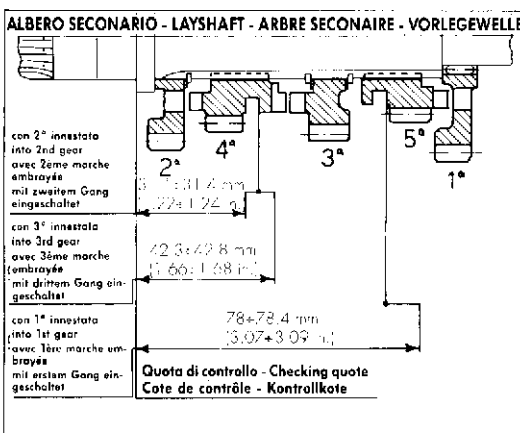 ALBERO SECONARIO - LAYSHAFT - ARBRE SECONAIRE - VORLEGEWELLE
2ª
4ª
3ª
5ª
1ª
con 2ª innestata
into 2nd gear
avec 2ème marche
embrayée
mit zweitem Gang
eingeschaltet
con 3ª innestata
into 3rd gear
avec 3ème marche
embrayée
mit drittem Gang ein-
geschaltet
42.3÷42.8 mm
(1.66÷1.68 in.)
con 1ª innestata
into 1st gear
avec 1ère marche em-
brayée
mit erstem Gang ein-
geschaltet
78÷78.4 mm
(3.07÷3.09 in.)
Quota di controllo - Checking quote
Cote de contrôle - Kontrollkote